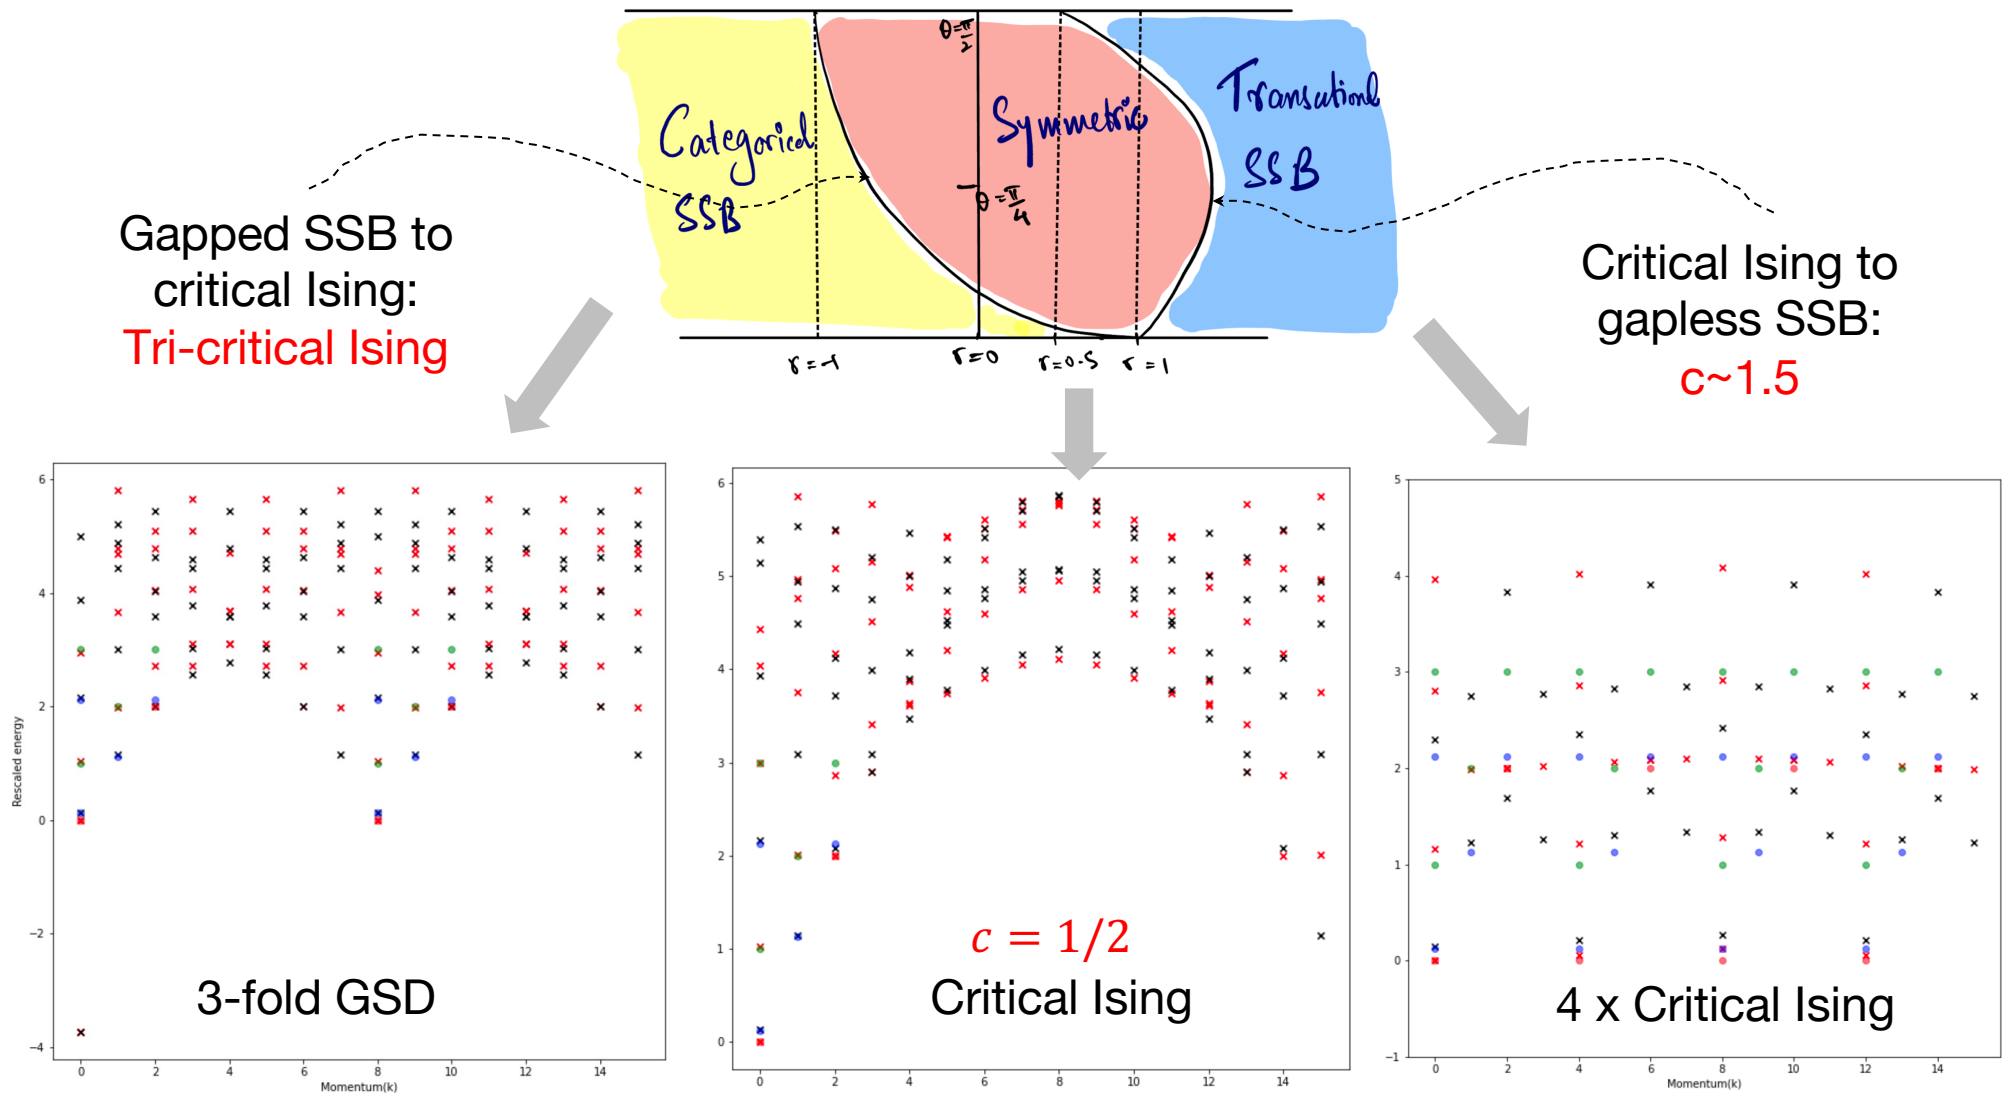 θ=π/2
Categorical
SSB
Symmetric
θ=π/4
Transational
SSB
r=-1
r=0
r=0.5
r=1
Gapped SSB to
critical Ising:
Tri-critical Ising
Critical Ising to
gapless SSB:
c~1.5
Rescaled energy
6
4
2
0
−2
−4
3-fold GSD
0 2 4 6 8 10 12 14
Momentum(k)
6
5
4
3
2
1
0
c = 1/2
Critical Ising
0 2 4 6 8 10 12 14
5
4
3
2
1
0
−1
4 x Critical Ising
0 2 4 6 8 10 12 14
Momentum(k)